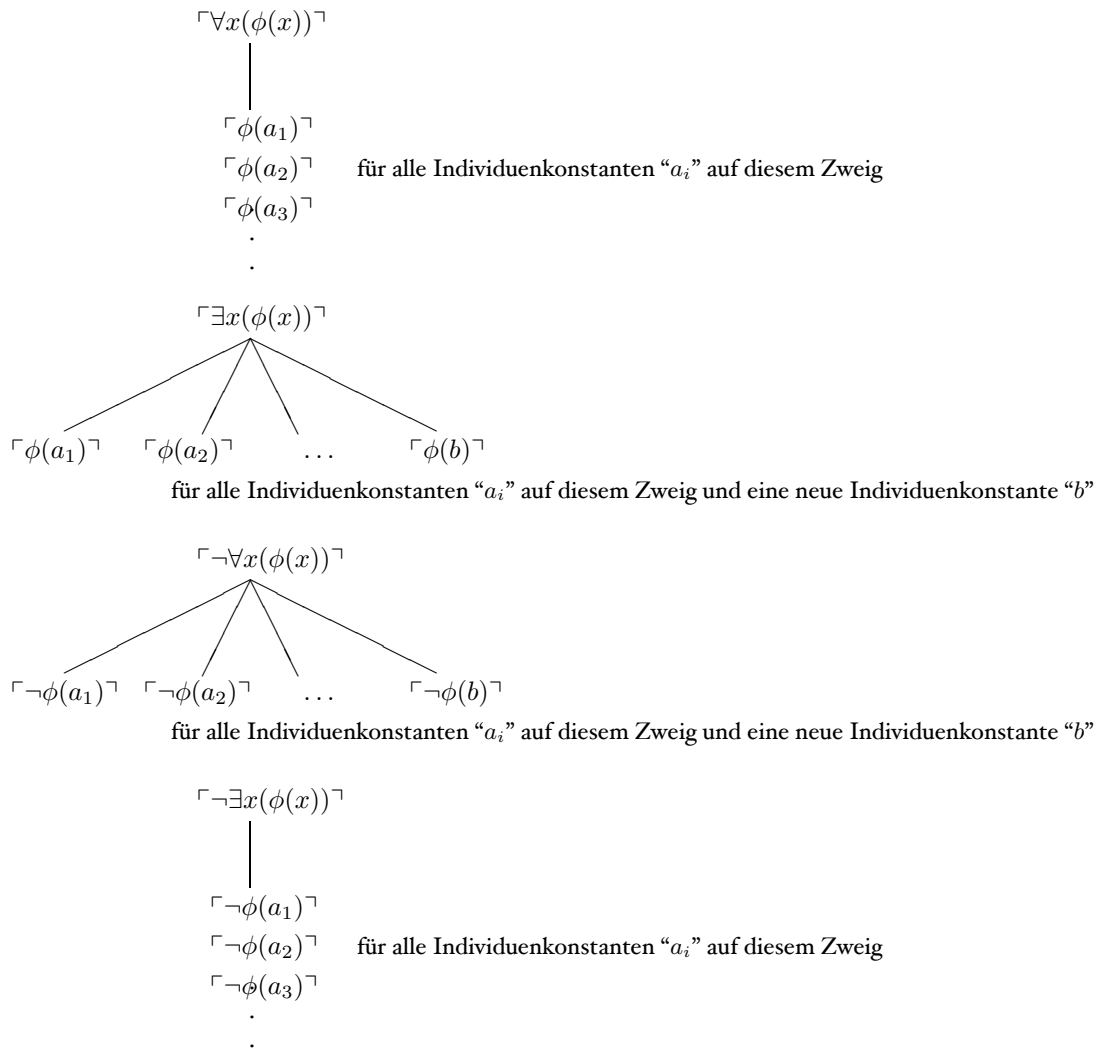 ⌜∀x(ϕ(x))⌝
⌜ϕ(a₁)⌝
⌜ϕ(a₂)⌝ für alle Individuenkonstanten “aᵢ” auf diesem Zweig
⌜ϕ(a₃)⌝
.
.
⌜∃x(ϕ(x))⌝
⌜ϕ(a₁)⌝ ⌜ϕ(a₂)⌝ ... ⌜ϕ(b)⌝
für alle Individuenkonstanten “aᵢ” auf diesem Zweig und eine neue Individuenkonstante “b”
⌜¬∀x(ϕ(x))⌝
⌜¬ϕ(a₁)⌝ ⌜¬ϕ(a₂)⌝ ... ⌜¬ϕ(b)⌝
für alle Individuenkonstanten “aᵢ” auf diesem Zweig und eine neue Individuenkonstante “b”
⌜¬∃x(ϕ(x))⌝
⌜¬ϕ(a₁)⌝
⌜¬ϕ(a₂)⌝ für alle Individuenkonstanten “aᵢ” auf diesem Zweig
⌜¬ϕ(a₃)⌝
.
.